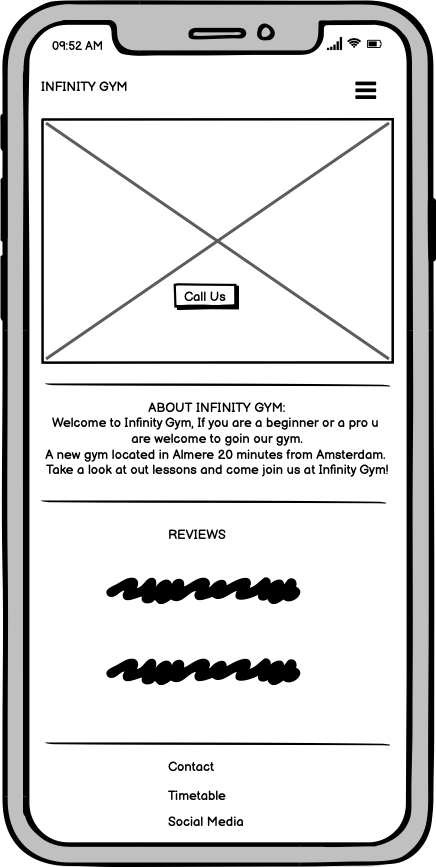 09:52 AM
INFINITY GYM
Call Us
ABOUT INFINITY GYM:
Welcome to Infinity Gym, If you are a beginner or a pro u
are welcome to goin our gym.
A new gym located in Almere 20 minutes from Amsterdam.
Take a look at out lessons and come join us at Infinity Gym!
REVIEWS
Contact
Timetable
Social Media